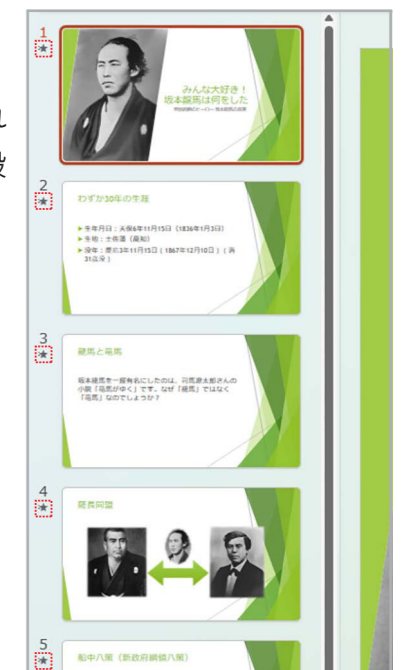 れ
設
1
★
みんな大好き!
坂本龍馬は何をした
2
★
わずか30年の生涯
▶生年月日:天保6年11月15日(1836年1月3日)
▶生地:土佐藩(高知)
▶没年:慶応3年11月15日(1867年12月10日)(満
31歳没)
3
★
龍馬と竜馬
坂本龍馬を一躍有名にしたのは、司馬遼太郎さんの
小説「竜馬がゆく」です。なぜ「龍馬」ではなく
「竜馬」なのでしょうか?
4
★
薩長同盟
5
★
船中八策(新政府綱領八策)